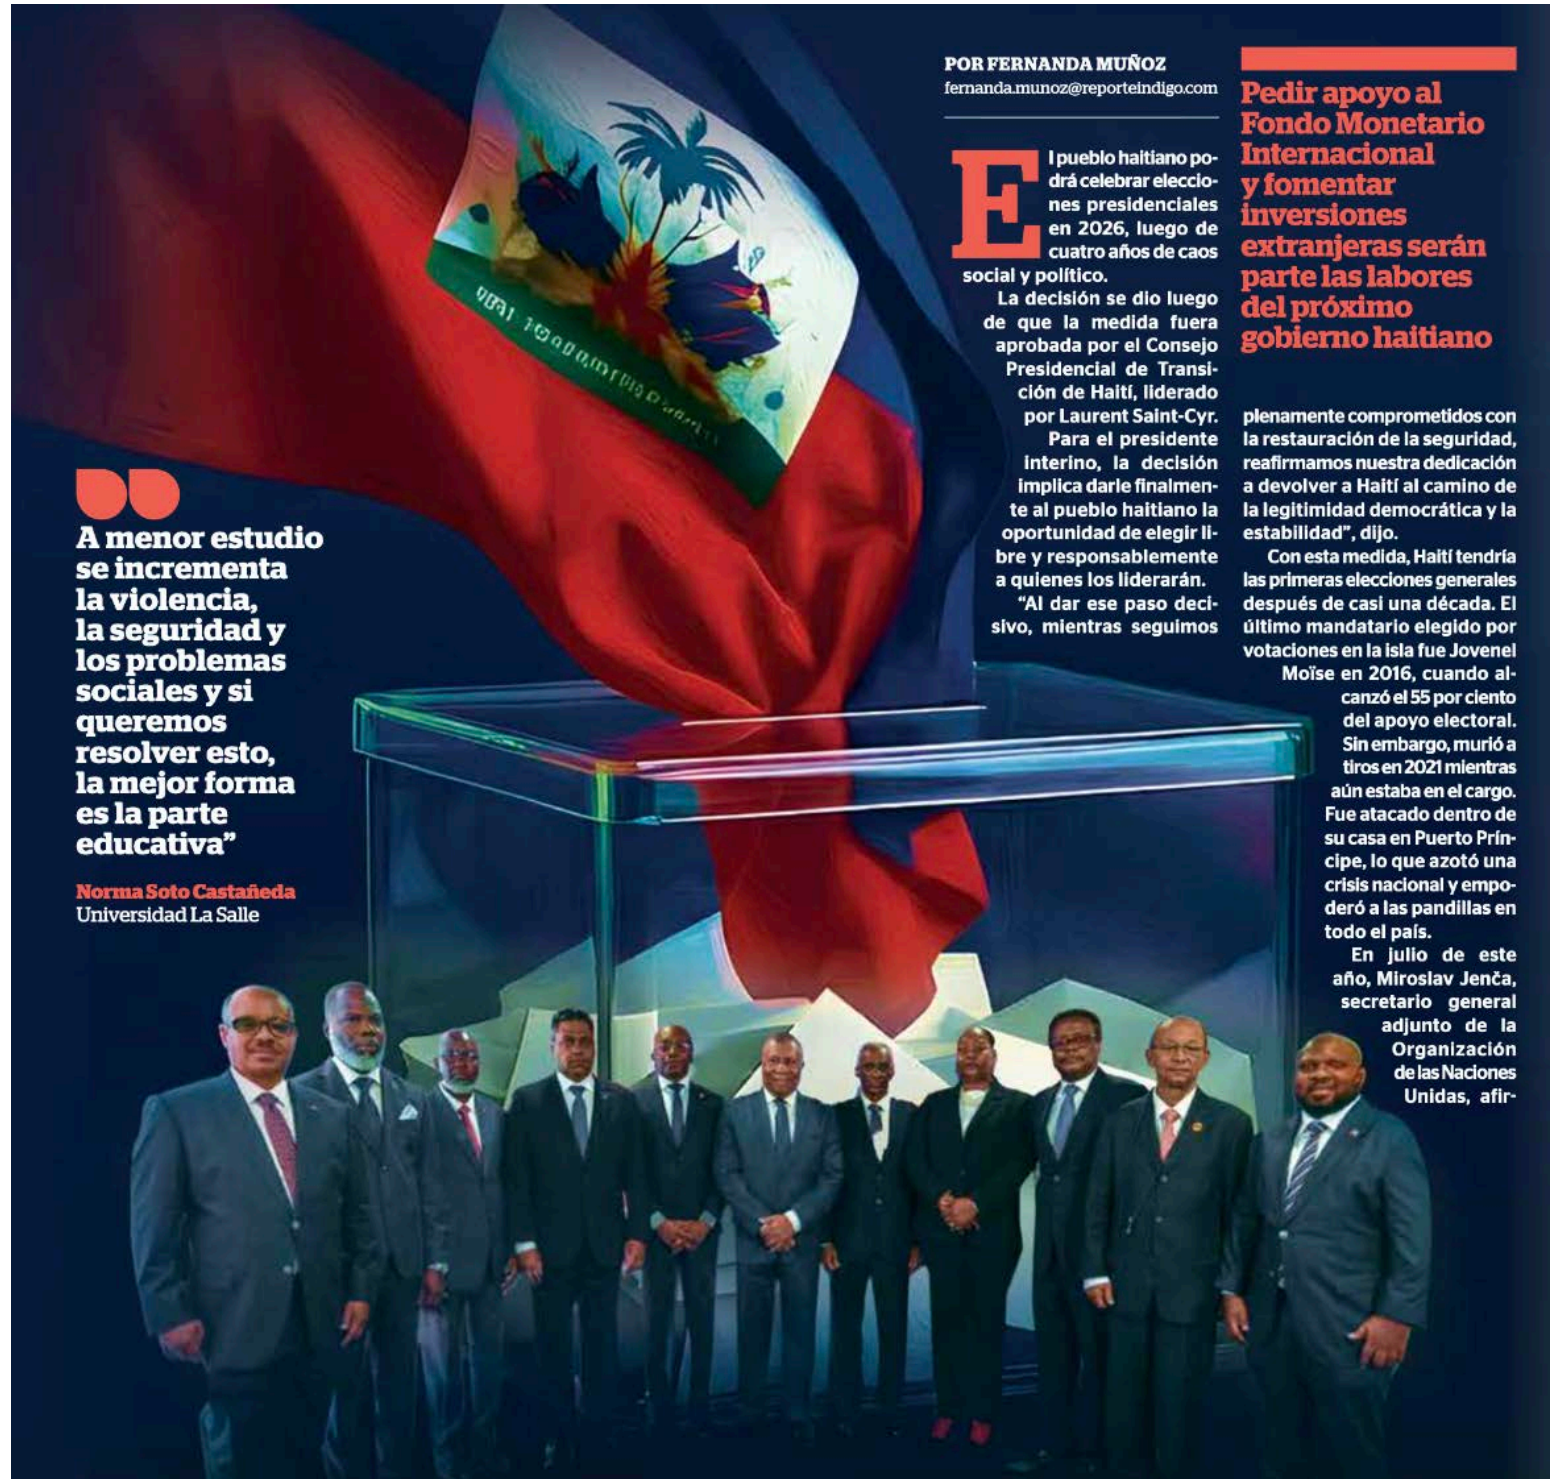 POR FERNANDA MUÑOZ
fernanda.munoz@reporteindigo.com
El pueblo haitiano po-
drá celebrar eleccio-
nes presidenciales
en 2026, luego de
cuatro años de caos
social y político.
La decisión se dio luego
de que la medida fuera
aprobada por el Consejo
Presidencial de Transi-
ción de Haití, liderado
por Laurent Saint-Cyr.
Para el presidente
interino, la decisión
implica darle finalmen-
te al pueblo haitiano la
oportunidad de elegir li-
bre y responsablemente
a quienes los liderarán.
“Al dar ese paso deci-
sivo, mientras seguimos
Pedir apoyo al
Fondo Monetario
Internacional
y fomentar
inversiones
extranjeras serán
parte las labores
del próximo
gobierno haitiano
plenamente comprometidos con
la restauración de la seguridad,
reafirmamos nuestra dedicación
a devolver a Haití al camino de
la legitimidad democrática y la
estabilidad”, dijo.
Con esta medida, Haití tendría
las primeras elecciones generales
después de casi una década. El
último mandatario elegido por
votaciones en la isla fue Jovenel
Moïse en 2016, cuando al-
canzó el 55 por ciento
del apoyo electoral.
Sin embargo, murió a
tiros en 2021 mientras
aún estaba en el cargo.
Fue atacado dentro de
su casa en Puerto Prín-
cipe, lo que azotó una
crisis nacional y empo-
deró a las pandillas en
todo el país.
En julio de este
año, Miroslav Jenča,
secretario general
adjunto de la
Organización
de las Naciones
Unidas, afir-
A menor estudio
se incrementa
la violencia,
la seguridad y
los problemas
sociales y si
queremos
resolver esto,
la mejor forma
es la parte
educativa”
Norma Soto Castañeda
Universidad La Salle